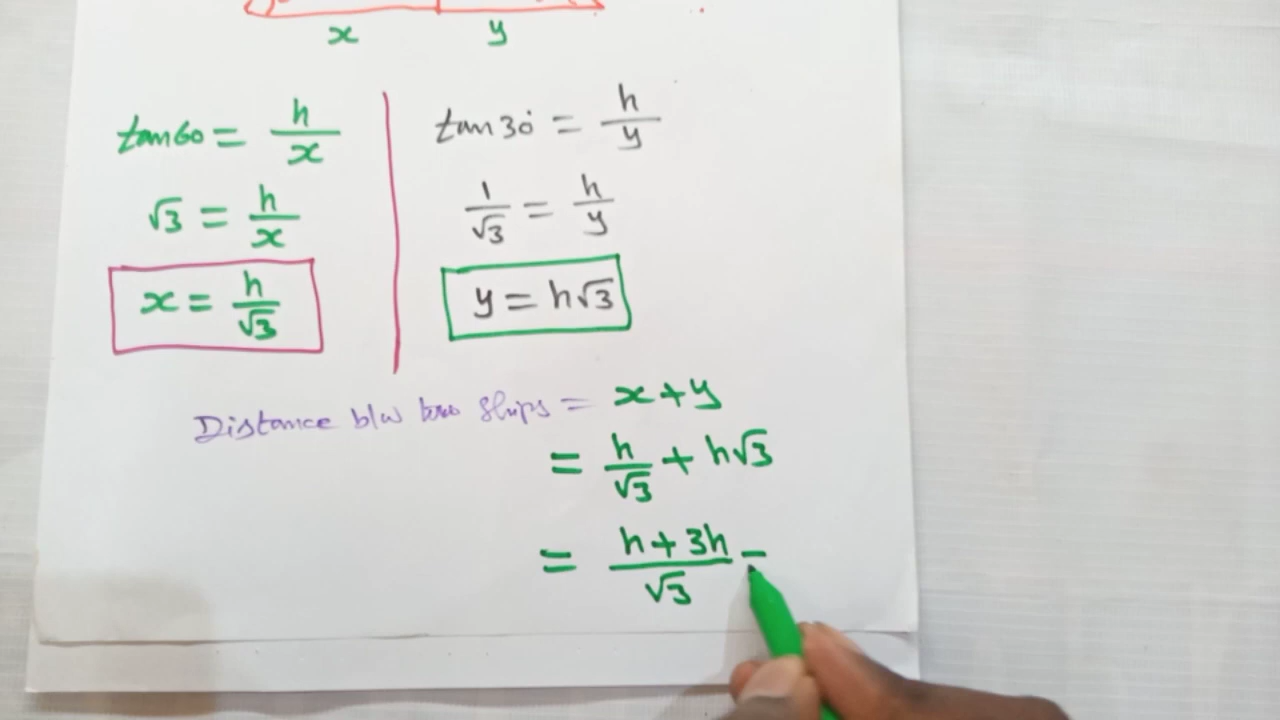 x y
tan60 = h/x
√3 = h/x
x = h/√3
tan30° = h/y
1/√3 = h/y
y = h√3
Distance b/w two ships = x+y
= h/√3 + h√3
= h+3h/√3 =